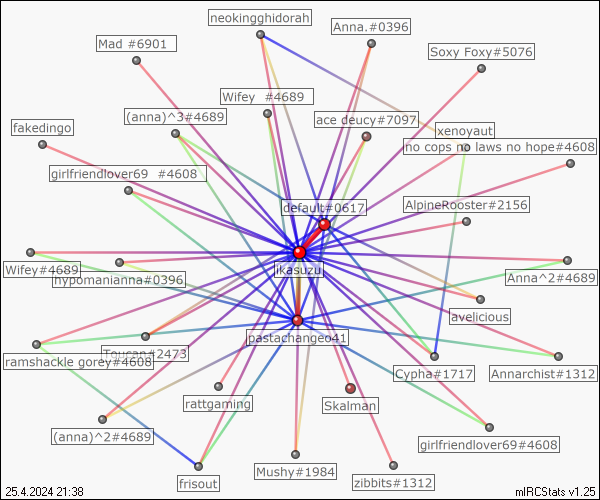 neokingghidorah
Anna.#0396
Mad #6901
Soxy Foxy#5076
Wifey #4689
(anna)^3#4689
ace deucy#7097
fakedingo
xenoyaut
no cops no laws no hope#4608
girlfriendlover69 #4608
default#0617
AlpineRooster#2156
jikasuzu
Wifey#4689
hypomanianna#0396
Anna^2#4689
avelicious
pastachangeo41
Toucan#2473
ramshackle gorey#4608
Cypha#1717
Annarchist#1312
rattgaming
Skalman
(anna)^2#4689
girlfriendlover69#4608
Mushy#1984
frisout
zibbits#1312
25.4.2024 21:38
mIRCStats v1.25